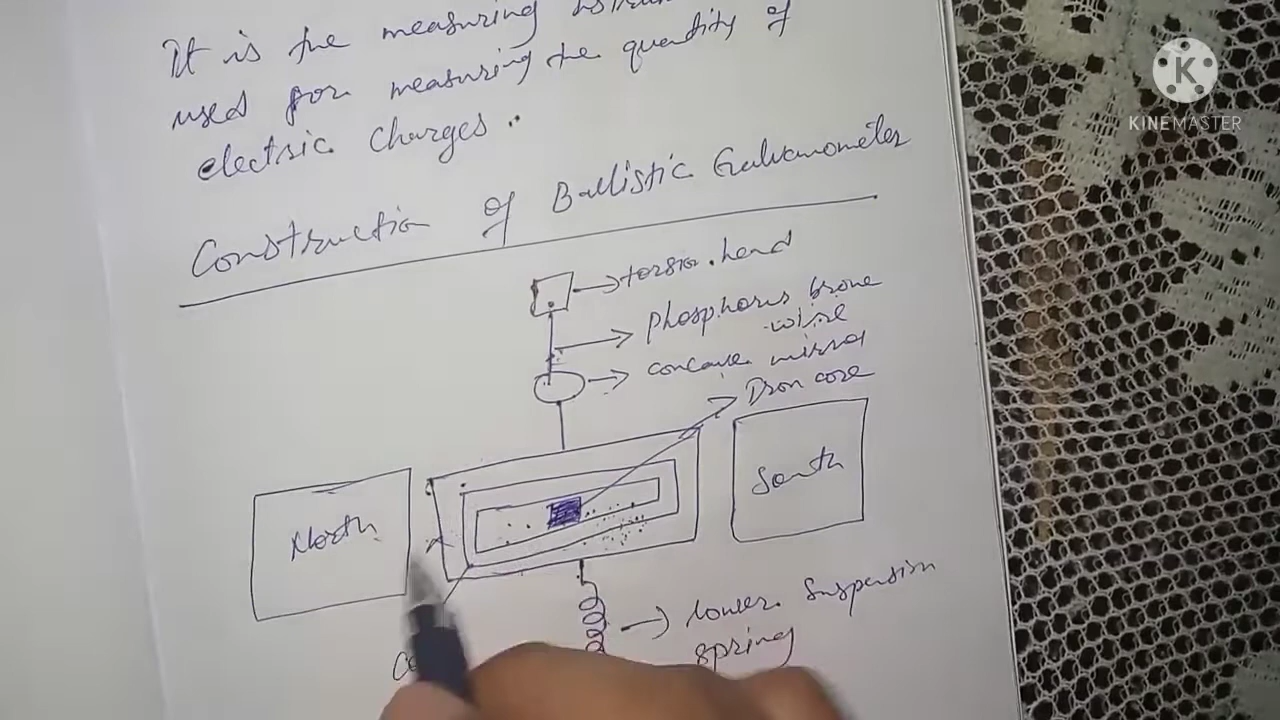 It is the measuring
used for measuring the quantity of
electric charges..
Construction of Ballistic Galvanometer
torsion head
phosphorus brone
wire
concave mirror
Iron core
North
South
lower suspension
spring
KINEMASTER